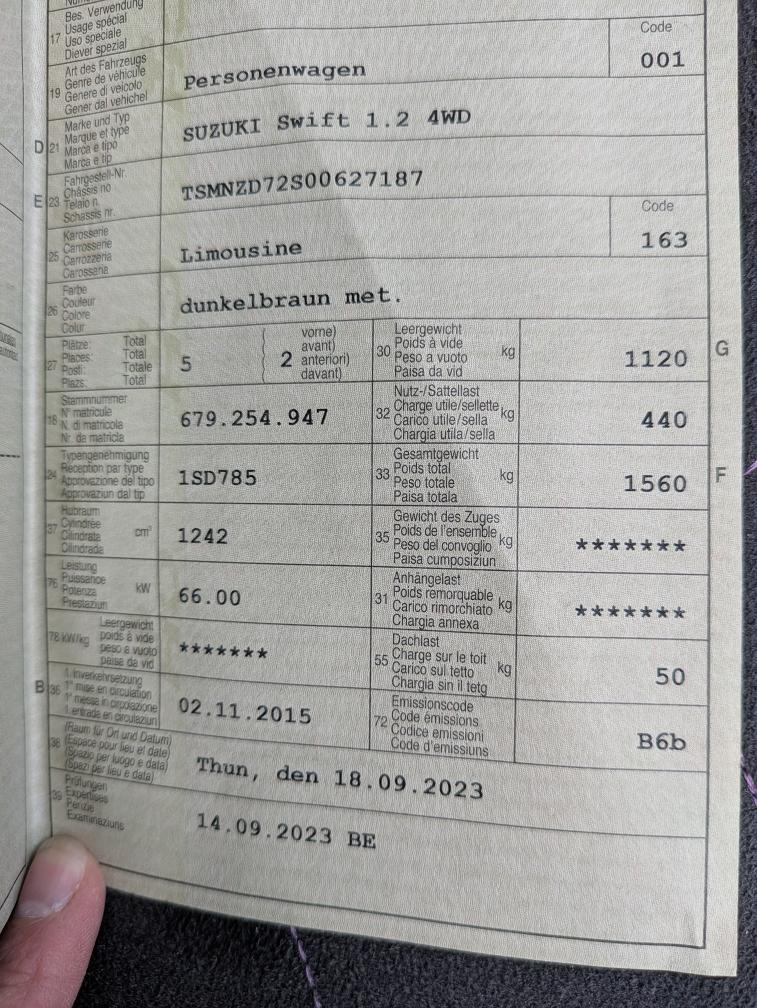 Bes. Verwendung
17 Usage spécial
Uso speciale
Diever spezial
Art des Fahrzeugs
19 Genre de véhicule
Genere di veicolo
Gener dal vehichel
Personenwagen
Code
001
D 21 Marke und Typ
Marque et type
Marca e tipo
Marca e tip
SUZUKI Swift 1.2 4WD
E 23 Fahrgestell-Nr.
Châssis no
Telaio n.
Schassis nr.
TSMNZD72S00627187
25 Karosserie
Carrosserie
Carrozzeria
Carossaria
Limousine
Code
163
26 Farbe
Couleur
Colore
Colur
dunkelbraun met.
27 Plätze: Total
Places: Total
Posti: Totale
Plazs: Total
5
2
vorne)
avant)
anteriori)
davant)
30 Leergewicht
Poids à vide
Peso a vuoto
Paisa da vid
kg
1120
G
18 Stammnummer
N° matricule
N. di matricola
Nr. da matricla
679.254.947
32 Nutz-/Sattellast
Charge utile/sellette
Carico utile/sella
Chargia utila/sella
kg
440
24 Typengenehmigung
Réception par type
Approvazione del tipo
Approvaziun dal tip
1SD785
33 Gesamtgewicht
Poids total
Peso totale
Paisa totala
kg
1560
F
37 Hubraum
Cylindrée
Cilindrata
Cilindrada
cm³
1242
35 Gewicht des Zuges
Poids de l'ensemble
Peso del convoglio
Paisa cumposiziun
kg
*******
76 Leistung
Puissance
Potenza
Prestaziun
kW
66.00
31 Anhängelast
Poids remorquable
Carico rimorchiato
Chargia annexa
kg
*******
78 kW/kg Leergewicht
poids à vide
peso a vuoto
paisa da vid
*******
55 Dachlast
Charge sur le toit
Carico sul tetto
Chargia sin il tetg
kg
50
B 36 1. Inverkehrsetzung
1re mise en circulation
1a messa in circolazione
1. entrada en circulaziun
02.11.2015
72 Emissionscode
Code émissions
Codice emissioni
Code d'emissiuns
B6b
38 (Raum für Ort und Datum)
(Espace pour lieu et date)
(Spazio per luogo e data)
(Spazi per lieu e data)
Thun, den 18.09.2023
39 Prüfungen
Expertises
Perizie
Examinaziuns
14.09.2023 BE